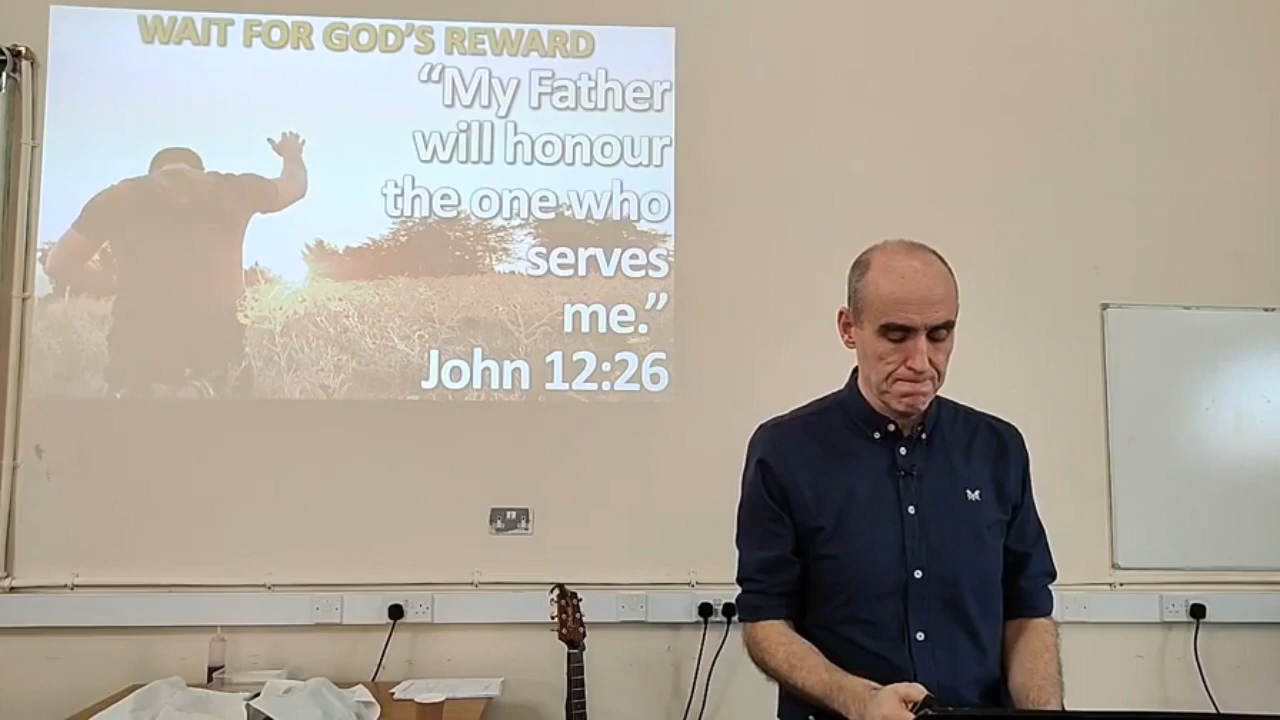 WAIT FOR GOD'S REWARD
“My Father
will honour
the one who
serves
me.”
John 12:26